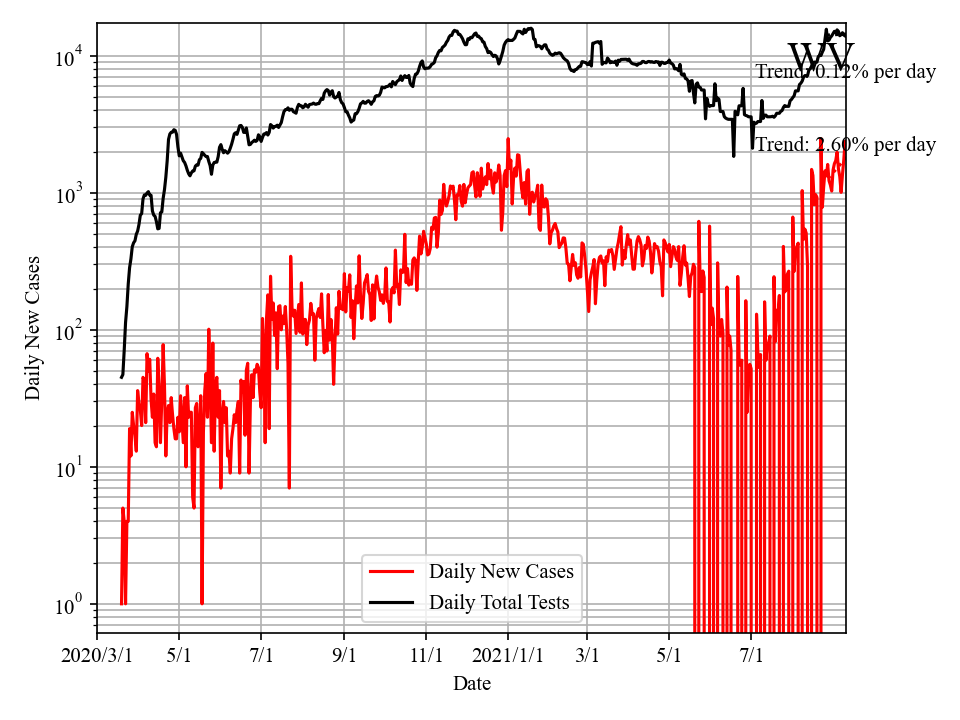 WV
Trend: 0.12% per day
Trend: 2.60% per day
Daily New Cases
10^4
10^3
10^2
10^1
10^0
Daily New Cases
Daily Total Tests
2020/3/1 5/1 7/1 9/1 11/1 2021/1/1 3/1 5/1 7/1
Date